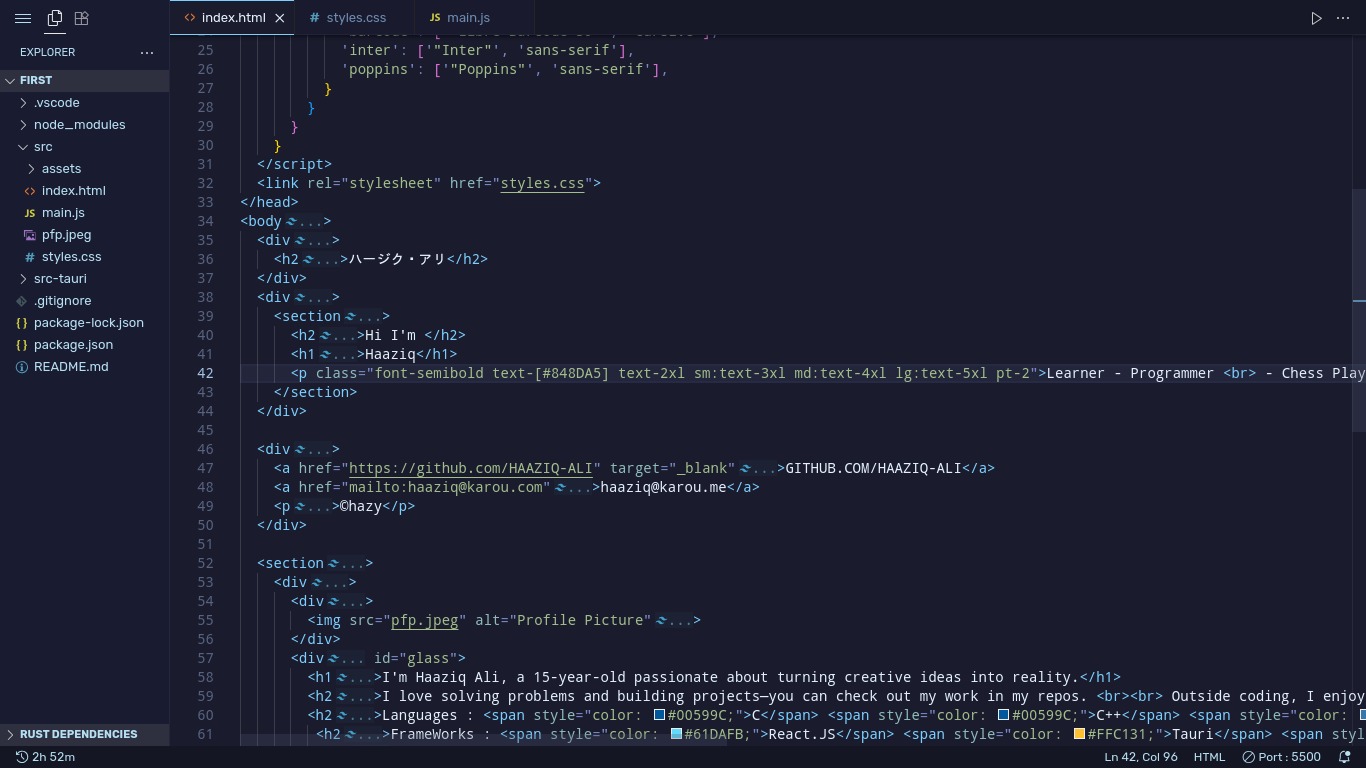 index.html
styles.css
main.js
EXPLORER
FIRST
.vscode
node_modules
src
assets
index.html
main.js
pfp.jpeg
styles.css
src-tauri
.gitignore
package-lock.json
package.json
README.md
RUST DEPENDENCIES
25 'inter': ['"Inter"', 'sans-serif'],
26 'poppins': ['"Poppins"', 'sans-serif'],
27 }
28 }
29 }
30 }
31 </script>
32 <link rel="stylesheet" href="styles.css">
33 </head>
34 <body ...>
35 <div ...>
36 <h2 ...>ハージク・アリ</h2>
37 </div>
38 <div ...>
39 <section ...>
40 <h2 ...>Hi I'm </h2>
41 <h1 ...>Haaziq</h1>
42 <p class="font-semibold text-[#848DA5] text-2xl sm:text-3xl md:text-4xl lg:text-5xl pt-2">Learner - Programmer <br> - Chess Play
43 </section>
44 </div>
45
46 <div ...>
47 <a href="https://github.com/HAAZIQ-ALI" target="_blank" ...>GITHUB.COM/HAAZIQ-ALI</a>
48 <a href="mailto:haaziq@karou.com" ...>haaziq@karou.me</a>
49 <p ...>©hazy</p>
50 </div>
51
52 <section ...>
53 <div ...>
54 <div ...>
55 <img src="pfp.jpeg" alt="Profile Picture" ...>
56 </div>
57 <div ... id="glass">
58 <h1 ...>I'm Haaziq Ali, a 15-year-old passionate about turning creative ideas into reality.</h1>
59 <h2 ...>I love solving problems and building projects—you can check out my work in my repos. <br><br> Outside coding, I enjoy
60 <h2 ...>Languages : <span style="color: #00599C;">C</span> <span style="color: #00599C;">C++</span> <span style="color:
61 <h2 ...>FrameWorks : <span style="color: #61DAFB;">React.JS</span> <span style="color: #FFC131;">Tauri</span> <span styl
2h 52m
Ln 42, Col 96
HTML
Port : 5500